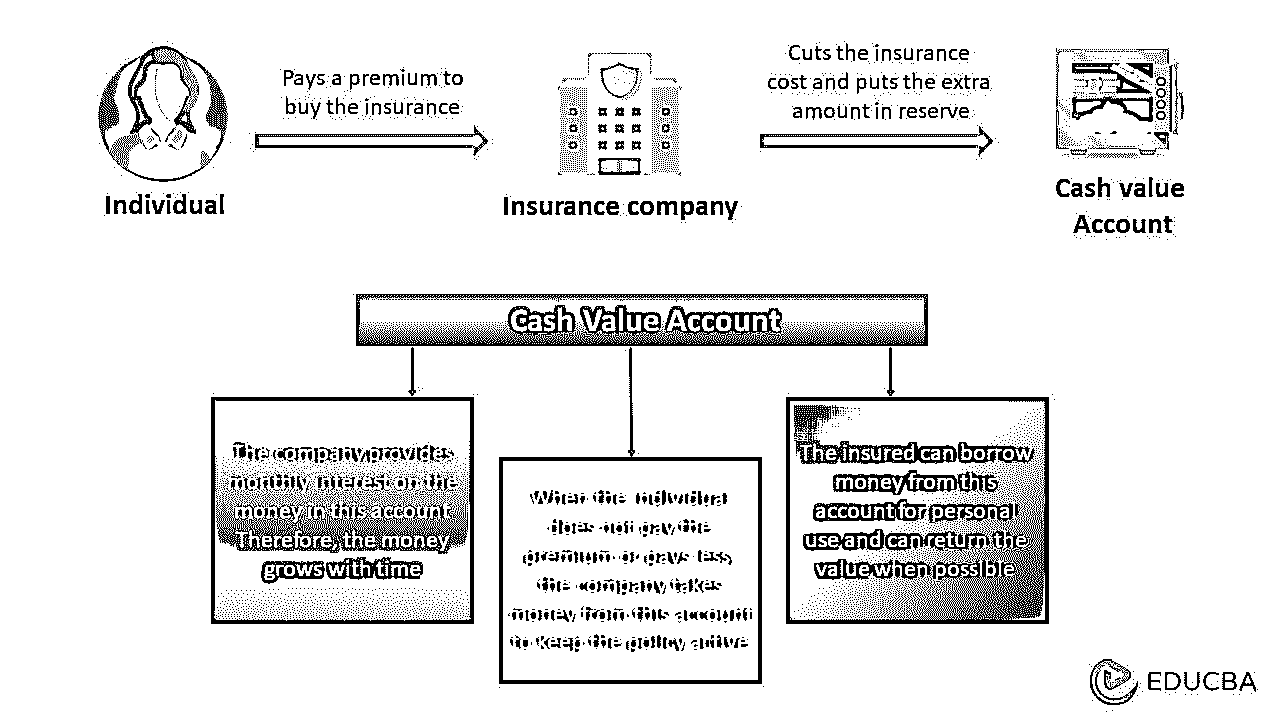 Pays a premium to
buy the insurance
Cuts the insurance
cost and puts the extra
amount in reserve
Individual
Insurance company
Cash value
Account
Cash Value Account
The company provides
monthly interest on the
money in this account
Therefore, the money
grows with time
When the individual
does not pay the
premium or pays less,
the company takes
money from this account
to keep the policy active
The insured can borrow
money from this
account for personal
use and can return the
value when possible
EDUCBA